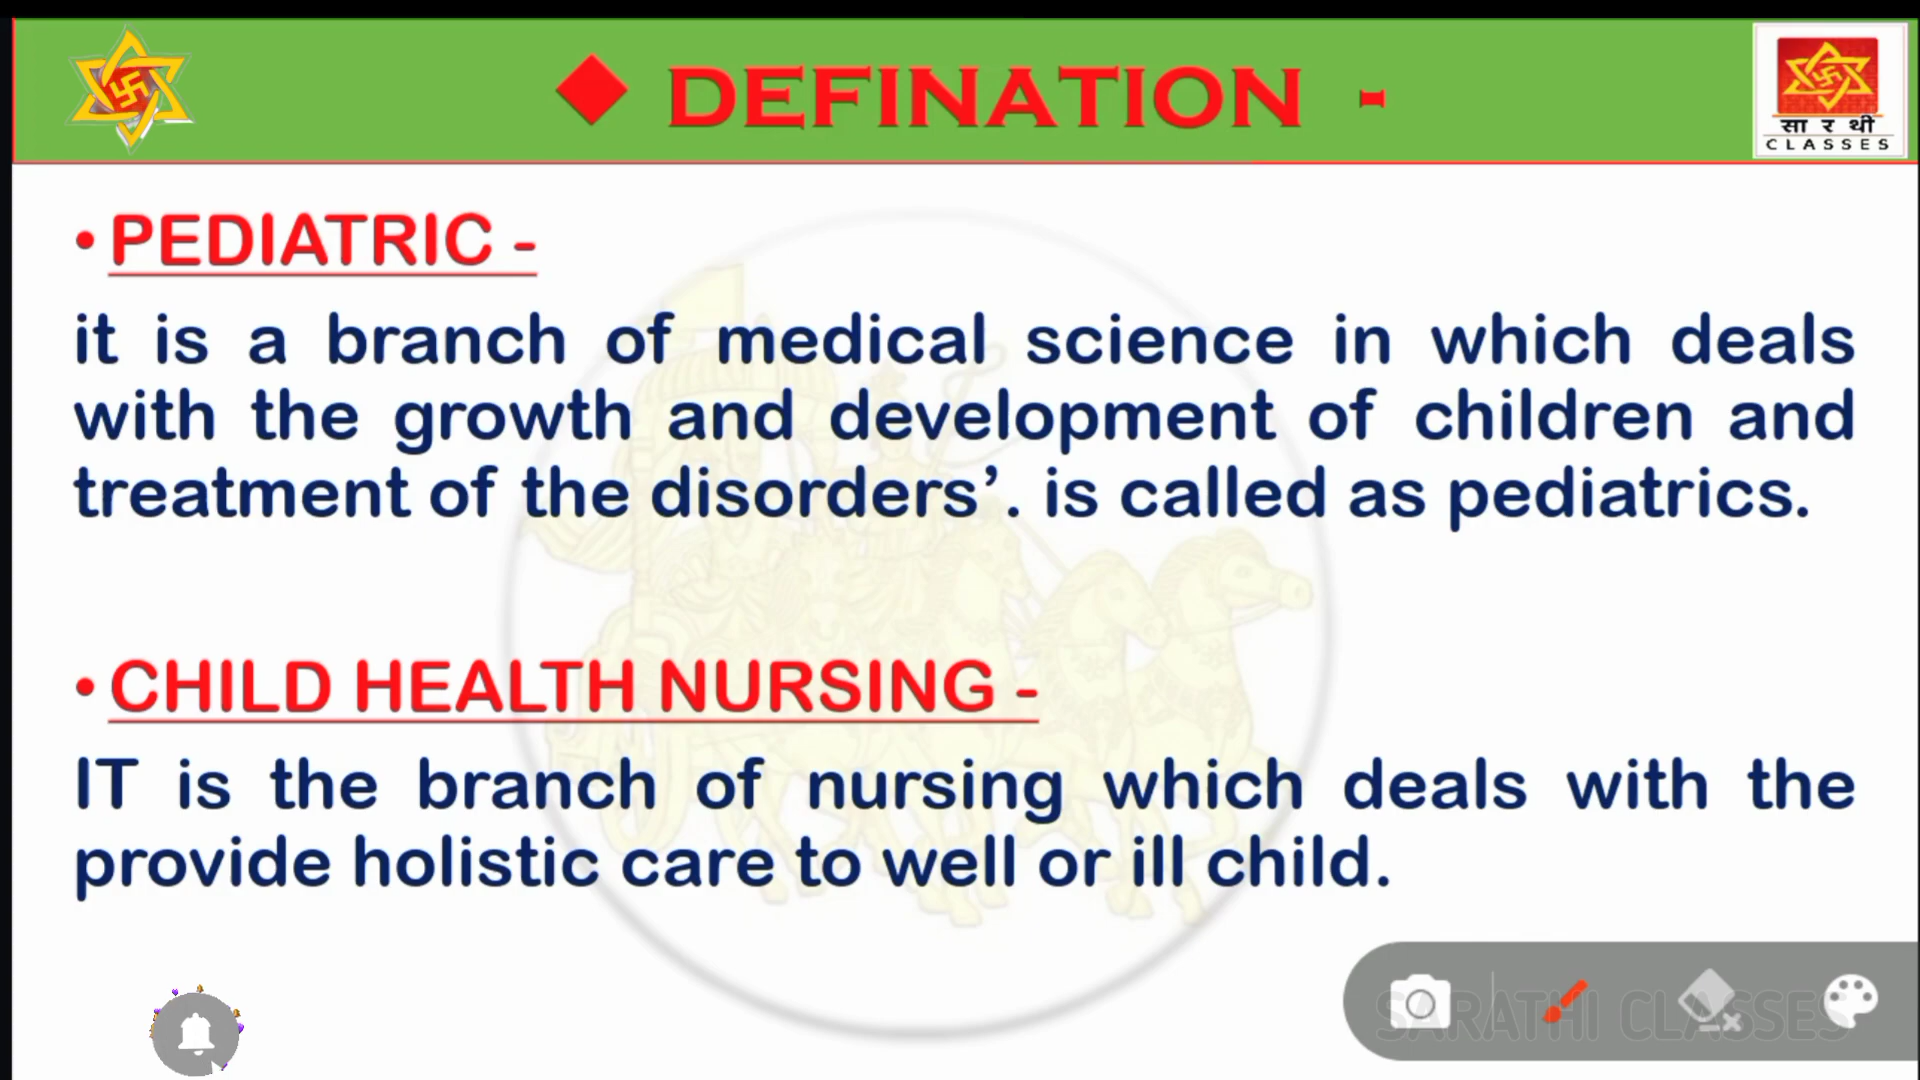 ◆ DEFINATION -
सा र थी
CLASSES
• PEDIATRIC -
it is a branch of medical science in which deals
with the growth and development of children and
treatment of the disorders’. is called as pediatrics.
• CHILD HEALTH NURSING -
IT is the branch of nursing which deals with the
provide holistic care to well or ill child.
SARATHI CLASSES